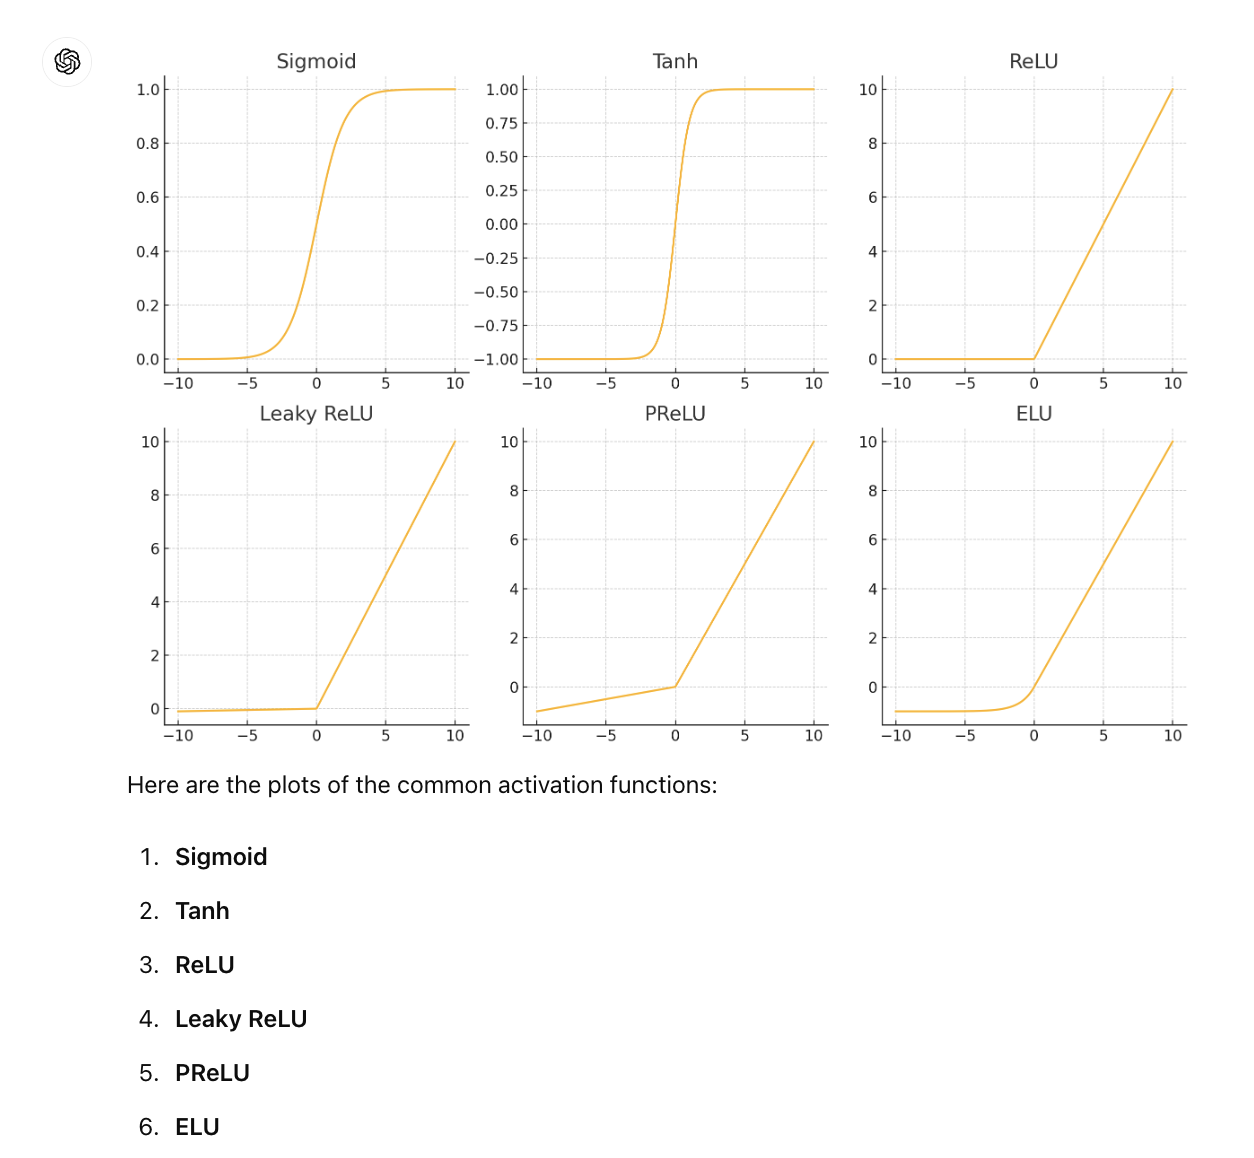 Sigmoid
1.0
0.8
0.6
0.4
0.2
0.0
−10 −5 0 5 10
Tanh
1.00
0.75
0.50
0.25
0.00
−0.25
−0.50
−0.75
−1.00
−10 −5 0 5 10
ReLU
10
8
6
4
2
0
−10 −5 0 5 10
Leaky ReLU
10
8
6
4
2
0
−10 −5 0 5 10
PReLU
10
8
6
4
2
0
−10 −5 0 5 10
ELU
10
8
6
4
2
0
−10 −5 0 5 10
Here are the plots of the common activation functions:
1. Sigmoid
2. Tanh
3. ReLU
4. Leaky ReLU
5. PReLU
6. ELU